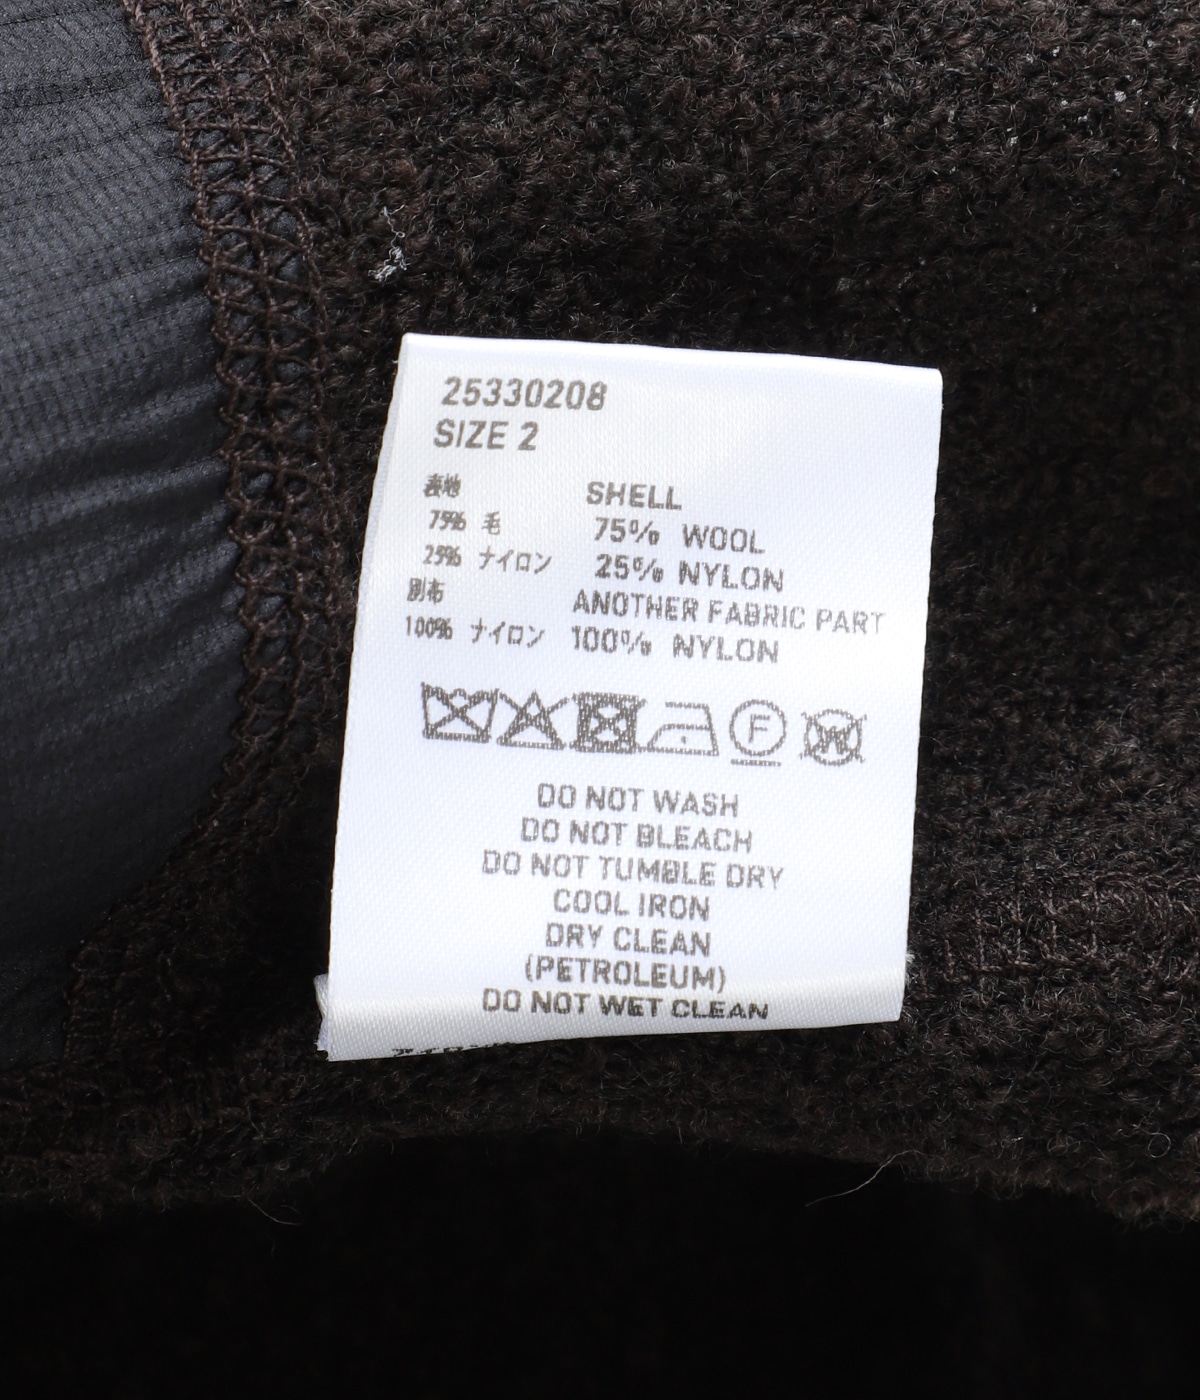 25330208
SIZE 2
表地 SHELL
75% 毛 75% WOOL
25% ナイロン 25% NYLON
別布 ANOTHER FABRIC PART
100% ナイロン 100% NYLON
F W
DO NOT WASH
DO NOT BLEACH
DO NOT TUMBLE DRY
COOL IRON
DRY CLEAN
(PETROLEUM)
DO NOT WET CLEAN